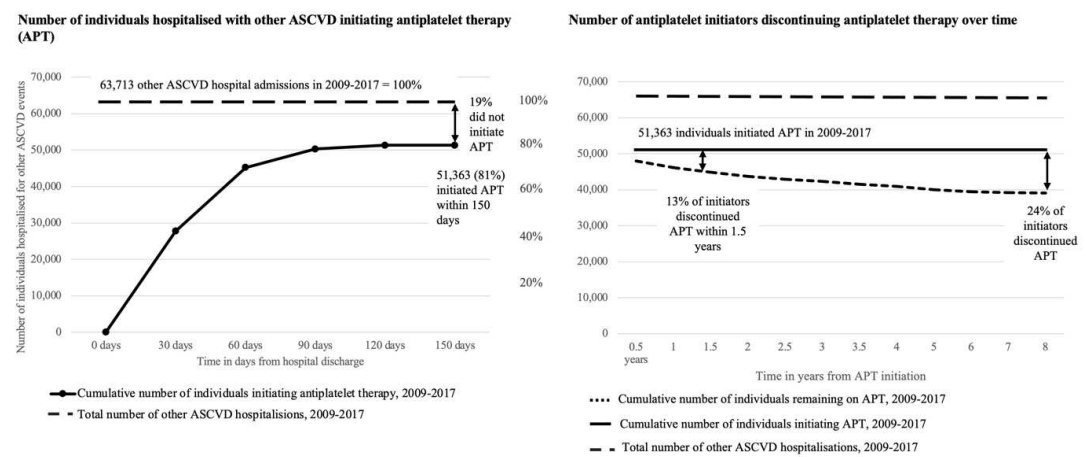 Number of individuals hospitalised with other ASCVD initiating antiplatelet therapy
(APT)
Number of individuals hospitalised for other ASCVD events
70,000
60,000
50,000
40,000
30,000
20,000
10,000
0
63,713 other ASCVD hospital admissions in 2009-2017 = 100%
19%
did not
initiate
APT
51,363 (81%)
initiated APT
within 150
days
100%
80%
60%
40%
20%
0 days
30 days
60 days
90 days
120 days
150 days
Time in days from hospital discharge
Cumulative number of individuals initiating antiplatelet therapy, 2009-2017
Total number of other ASCVD hospitalisions, 2009-2017
Number of antiplatelet initiators discontinuing antiplatelet therapy over time
70,000
60,000
50,000
40,000
30,000
20,000
10,000
0
51,363 individuals initiated APT in 2009-2017
13% of initiators
discontinued
APT within 1.5
years
24% of
initiators
discontinued
APT
0.5
years
1
1.5
2
2.5
3
3.5
4
5
6
7
8
Time in years from APT initiation
Cumulative number of individuals remaining on APT, 2009-2017
Cumulative number of individuals initiating APT, 2009-2017
Total number of other ASCVD hospitalisations, 2009-2017